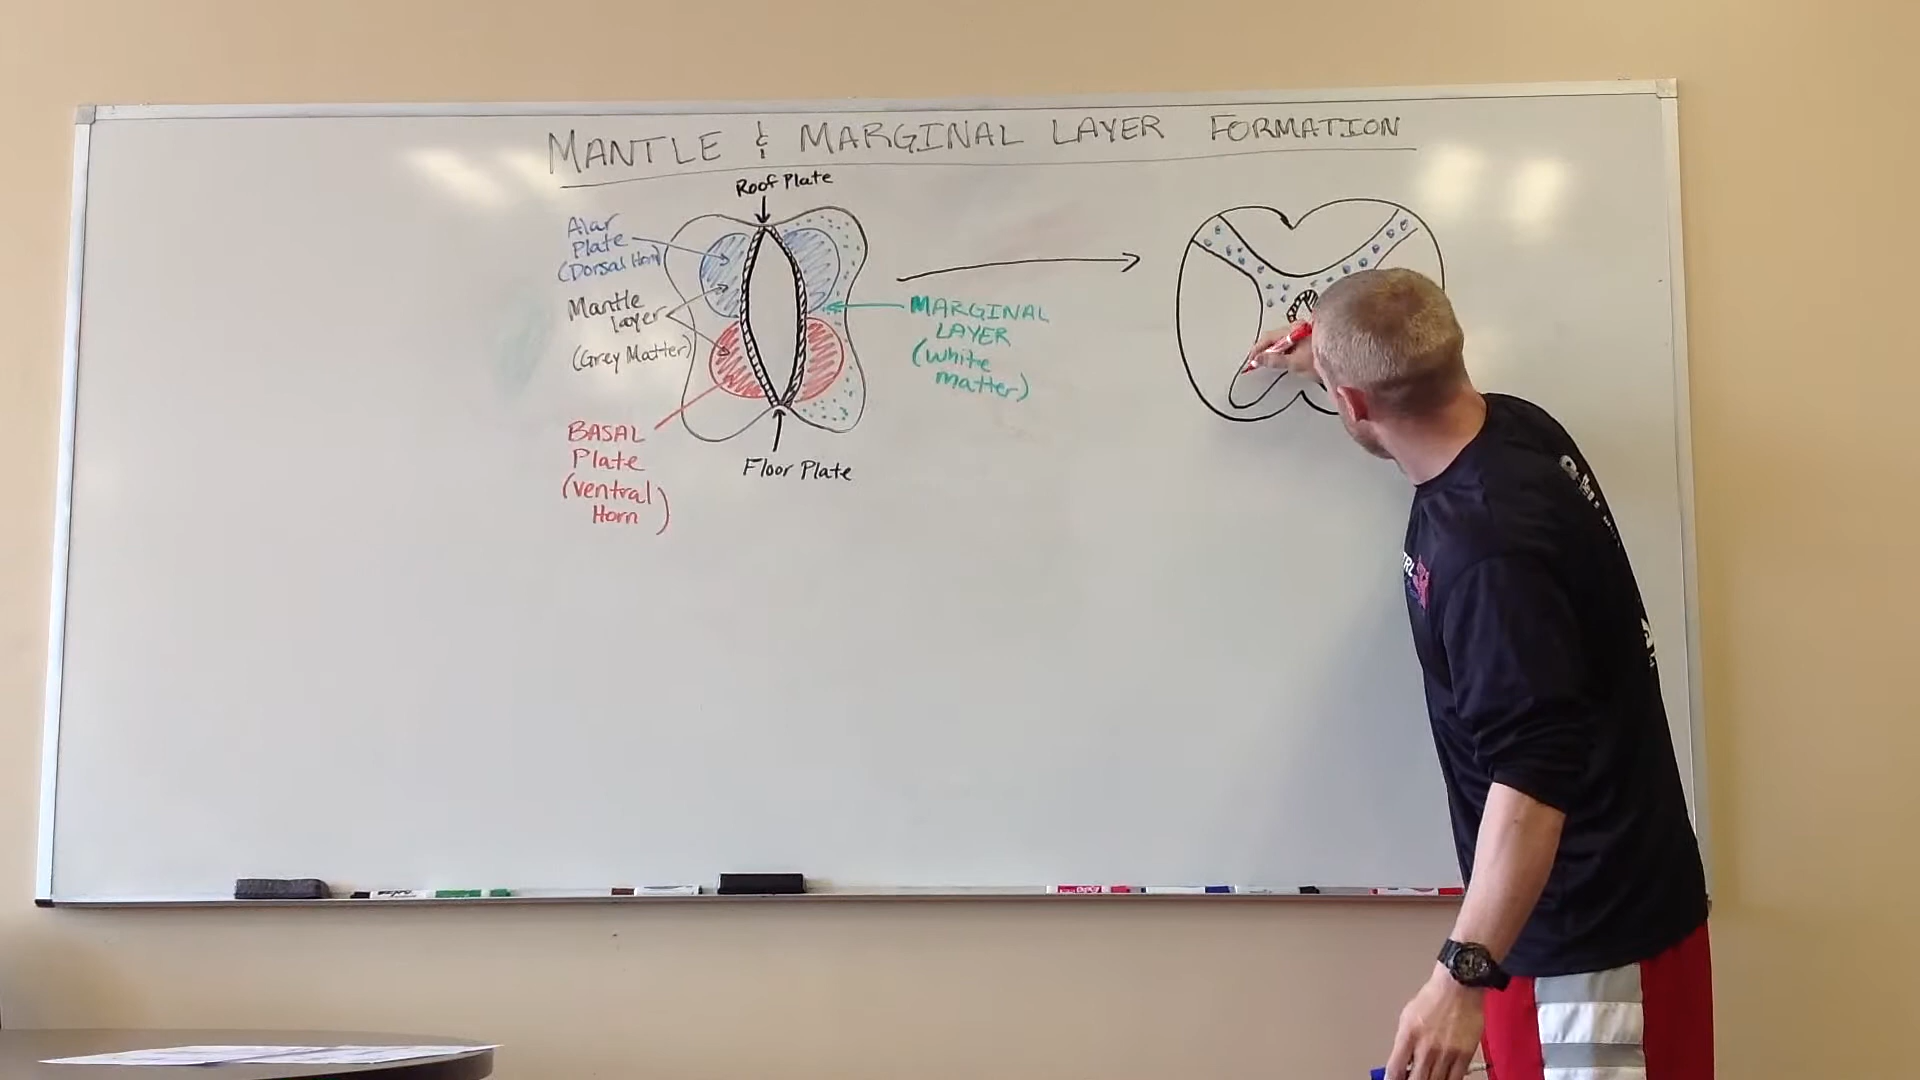 MANTLE & MARGINAL LAYER FORMATION
Roof Plate
Alar
Plate
(Dorsal Horn)
Mantle
layer
(Grey Matter)
BASAL
Plate
(ventral
Horn)
Floor Plate
MARGINAL
LAYER
(white
matter)